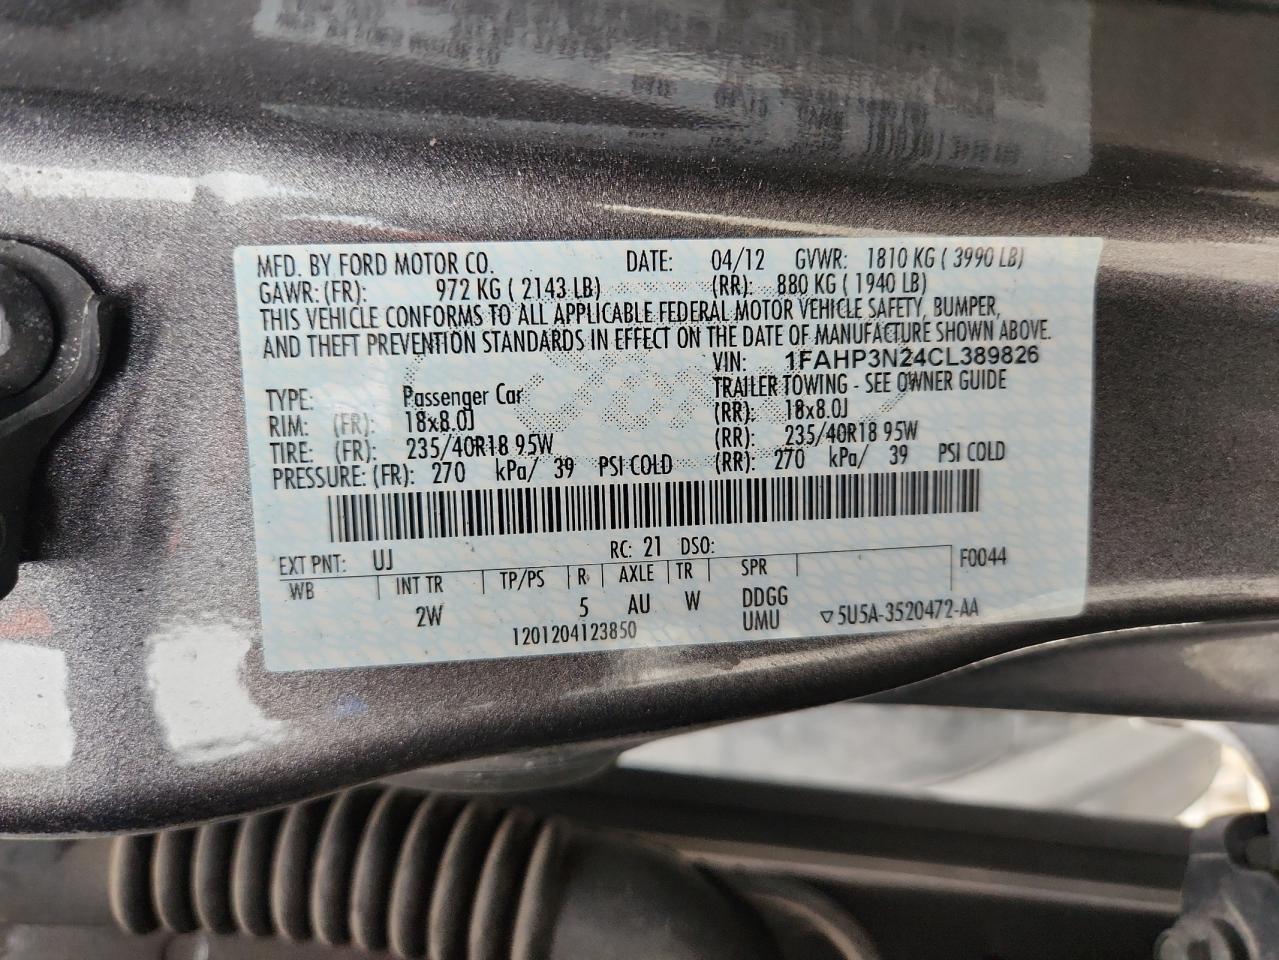 MFD. BY FORD MOTOR CO. DATE: 04/12 GVWR: 1810 KG ( 3990 LB)
GAWR: (FR): 972 KG ( 2143 LB) (RR): 880 KG ( 1940 LB)
THIS VEHICLE CONFORMS TO ALL APPLICABLE FEDERAL MOTOR VEHICLE SAFETY, BUMPER,
AND THEFT PREVENTION STANDARDS IN EFFECT ON THE DATE OF MANUFACTURE SHOWN ABOVE.
VIN: 1FAHP3N24CL389826
TYPE: Passenger Car TRAILER TOWING - SEE OWNER GUIDE
RIM: (FR): 18x8.0J (RR): 18x8.0J
TIRE: (FR): 235/40R18 95W (RR): 235/40R18 95W
PRESSURE: (FR): 270 kPa/ 39 PSI COLD (RR): 270 kPa/ 39 PSI COLD
EXT PNT: UJ RC: 21 DSO:
WB INT TR TP/PS R AXLE TR SPR F0044
2W 5 AU W DDGG
UMU ▽5U5A-3520472-AA
1201204123850